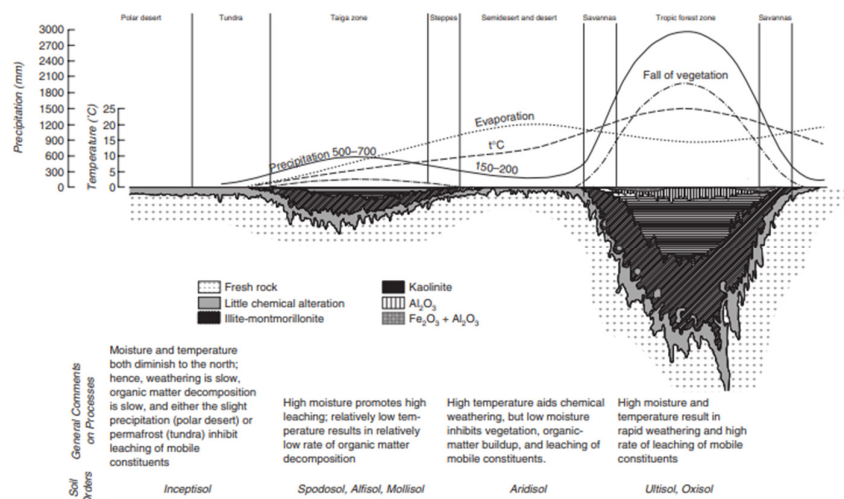 Polar desert Tundra Taiga zone Steppes Semidesert and desert Savannas Tropic forest zone Savannas
Precipitation (mm)
3000
2700
2400
2100
1800
1500
1200
900
600
300
0
Temperature (°C)
25
20
15
10
5
0
Fall of vegetation
Evaporation
t°C
Precipitation 500–700
150–200
Fresh rock
Little chemical alteration
Illite-montmorillonite
Kaolinite
Al2O3
Fe2O3 + Al2O3
General Comments
on Processes
Moisture and temperature
both diminish to the north;
hence, weathering is slow,
organic matter decomposition
is slow, and either the slight
precipitation (polar desert) or
permafrost (tundra) inhibit
leaching of mobile
constituents
High moisture promotes high
leaching; relatively low tem-
perature results in relatively
low rate of organic matter
decomposition
High temperature aids chemical
weathering, but low moisture
inhibits vegetation, organic-
matter buildup, and leaching of
mobile constituents.
High moisture and
temperature result in
rapid weathering and high
rate of leaching of mobile
constituents
Soil
Orders
Inceptisol Spodosol, Alfisol, Mollisol Aridisol Ultisol, Oxisol